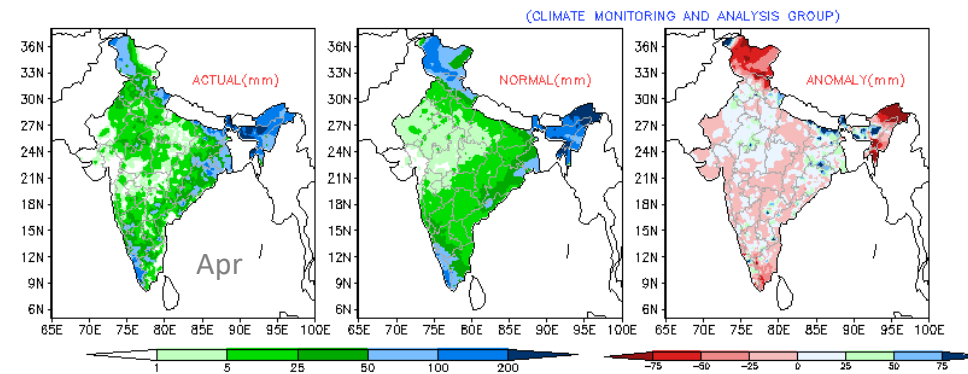 (CLIMATE MONITORING AND ANALYSIS GROUP)
36N
33N
30N
27N
24N
21N
18N
15N
12N
9N
6N
ACTUAL(mm)
Apr
65E 70E 75E 80E 85E 90E 95E 100E
36N
33N
30N
27N
24N
21N
18N
15N
12N
9N
6N
NORMAL(mm)
65E 70E 75E 80E 85E 90E 95E 100E
36N
33N
30N
27N
24N
21N
18N
15N
12N
9N
6N
ANOMALY(mm)
65E 70E 75E 80E 85E 90E 95E 100E
1 5 25 50 100 200
-75 -50 -25 0 25 50 75